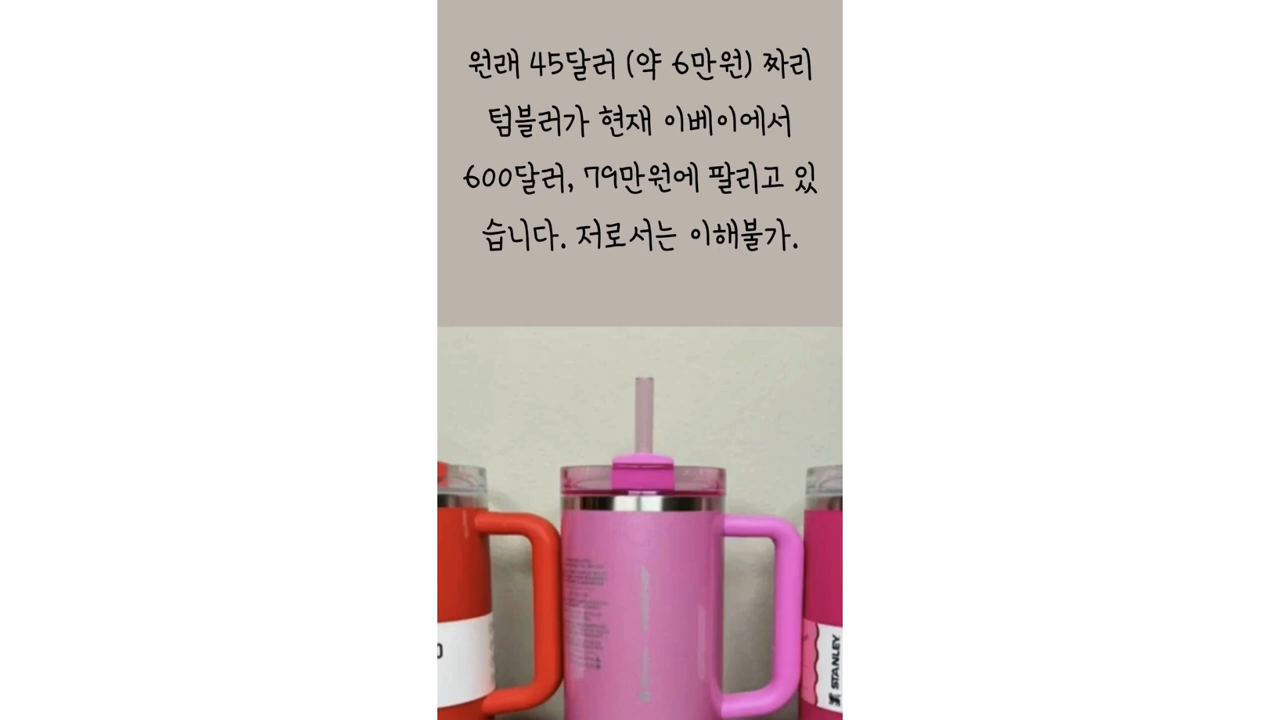 원래 45달러 (약 6만원) 짜리
텀블러가 현재 이베이에서
600달러, 79만원에 팔리고 있
습니다. 저로서는 이해불가.
STANLEY